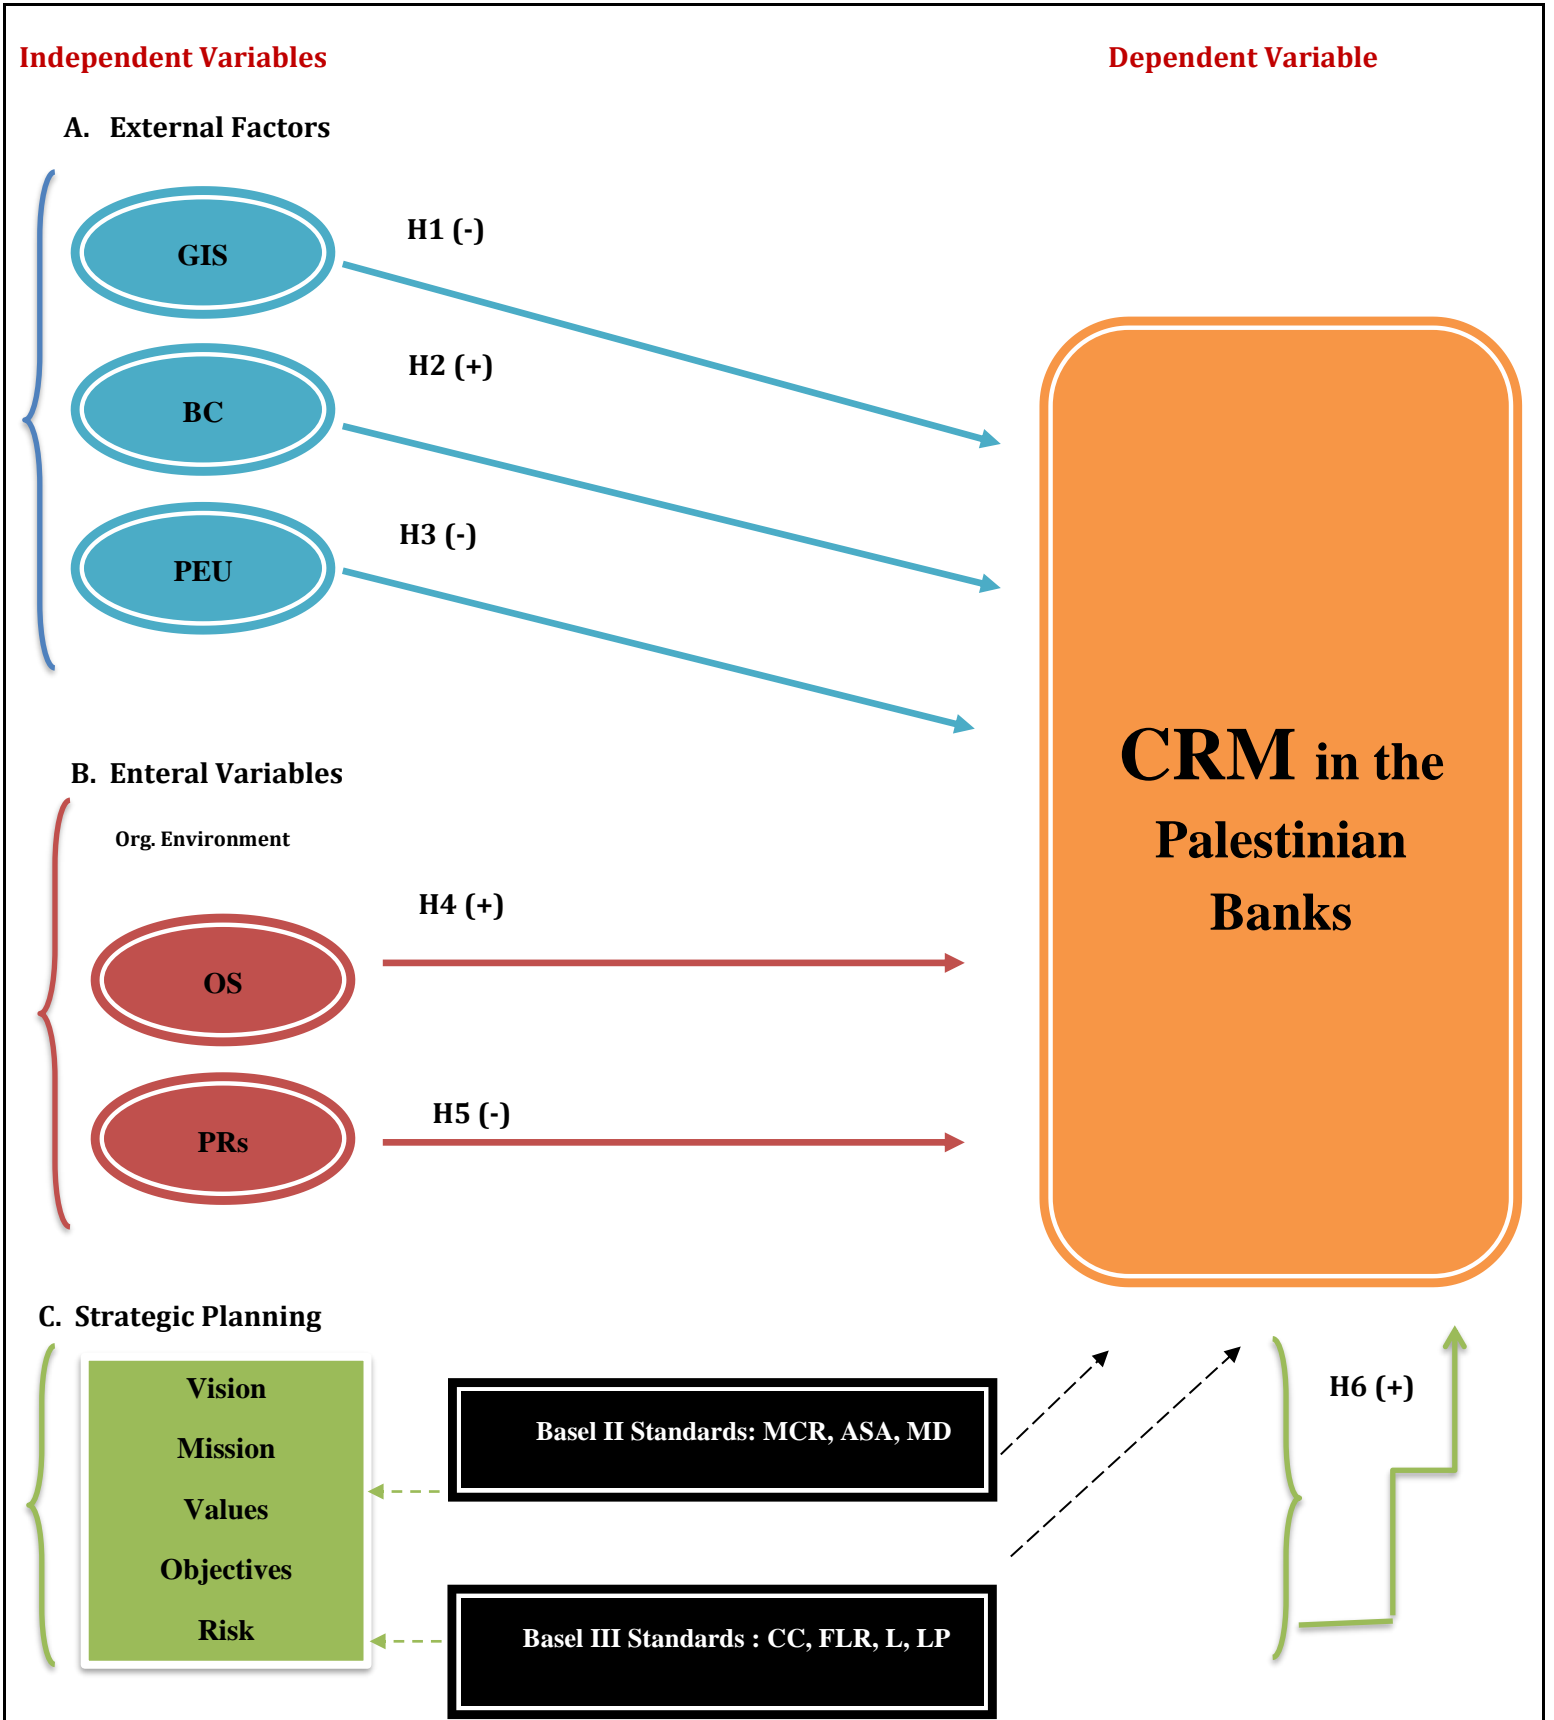 Independent Variables
Dependent Variable
A. External Factors
GIS
H1 (-)
BC
H2 (+)
PEU
H3 (-)
CRM in the
Palestinian
Banks
B. Enteral Variables
Org. Environment
OS
H4 (+)
PRs
H5 (-)
C. Strategic Planning
Vision
Mission
Values
Objectives
Risk
Basel II Standards: MCR, ASA, MD
Basel III Standards : CC, FLR, L, LP
H6 (+)